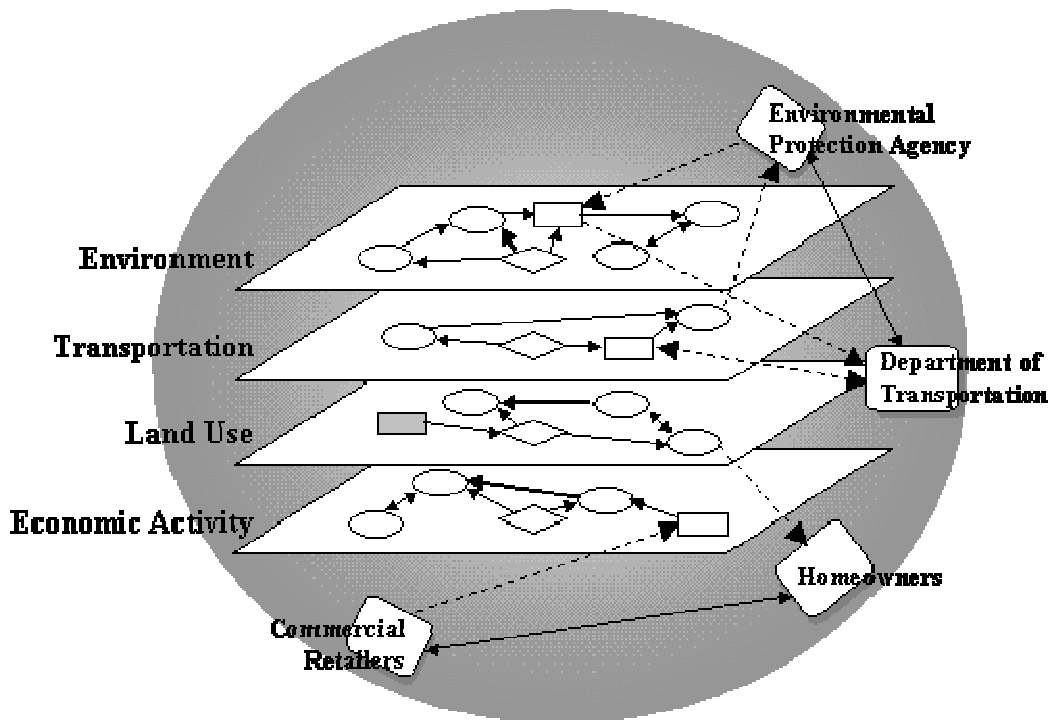 Environmental
Protection Agency
Environment
Transportation
Department of
Transportation
Land Use
Economic Activity
Homeowners
Commercial
Retailers